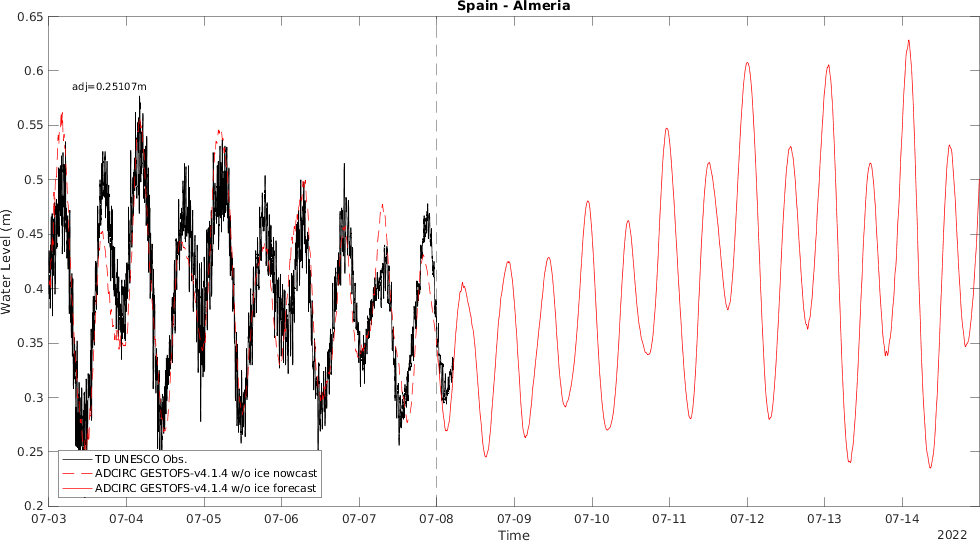 Spain - Almeria
0.65
0.6
0.55
0.5
0.45
0.4
0.35
0.3
0.25
0.2
Water Level (m)
adj=0.25107m
TD UNESCO Obs.
ADCIRC GESTOFS-v4.1.4 w/o ice nowcast
ADCIRC GESTOFS-v4.1.4 w/o ice forecast
07-03 07-04 07-05 07-06 07-07 07-08 07-09 07-10 07-11 07-12 07-13 07-14
Time
2022